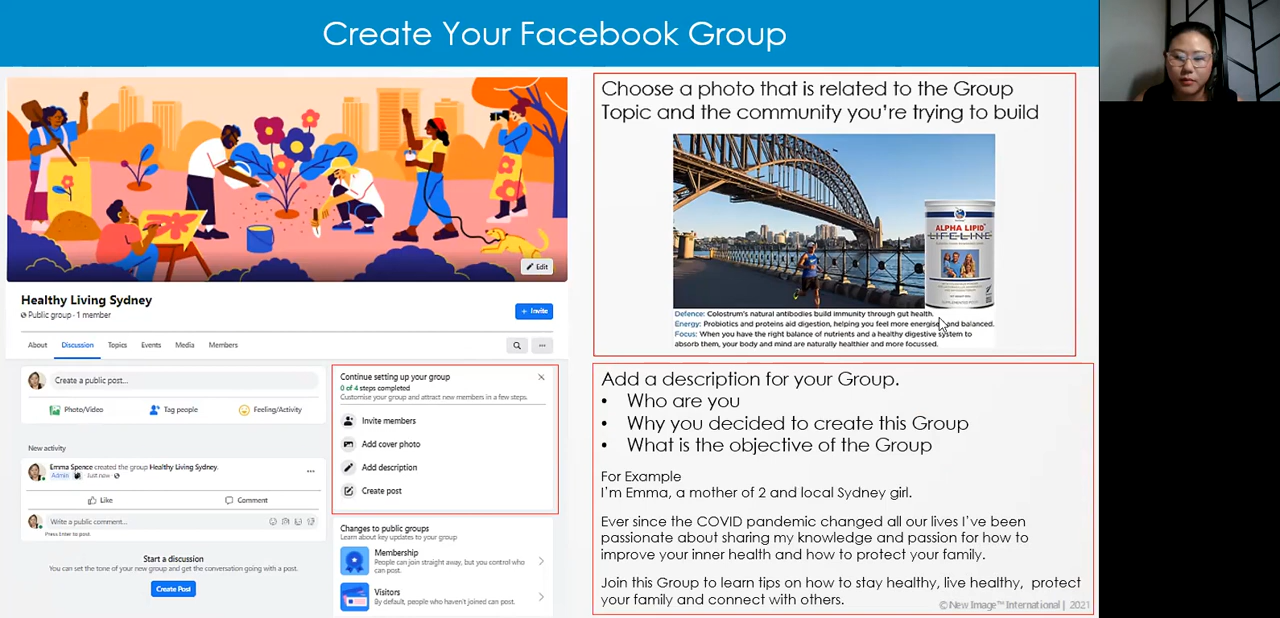 Create Your Facebook Group
Edit
Healthy Living Sydney
Public group · 1 member
+ Invite
About Discussion Topics Events Media Members
Create a public post...
Photo/Video Tag people Feeling/Activity
New activity
Emma Spence created the group Healthy Living Sydney.
Admin · Just now ·
Like Comment
Write a public comment...
Press Enter to post.
Start a discussion
You can set the tone of your new group and get the conversation going with a post.
Create Post
Continue setting up your group
0 of 4 steps completed
Customise your group and attract new members in a few steps.
Invite members
Add cover photo
Add description
Create post
Changes to public groups
Learn about key updates to your group
Membership
People can join straight away, but you control who
can post.
Visitors
By default, people who haven't joined can post.
Choose a photo that is related to the Group
Topic and the community you're trying to build
ALPHA LIPID
LIFELINE
Defence: Colostrum's natural antibodies build immunity through gut health.
Energy: Probiotics and proteins aid digestion, helping you feel more energised and balanced.
Focus: When you have the right balance of nutrients and a healthy digestive system to
absorb them, your body and mind are naturally healthier and more focussed.
Add a description for your Group.
• Who are you
• Why you decided to create this Group
• What is the objective of the Group
For Example
I'm Emma, a mother of 2 and local Sydney girl.
Ever since the COVID pandemic changed all our lives I've been
passionate about sharing my knowledge and passion for how to
improve your inner health and how to protect your family.
Join this Group to learn tips on how to stay healthy, live healthy, protect
your family and connect with others.
© New Image™ International | 2021